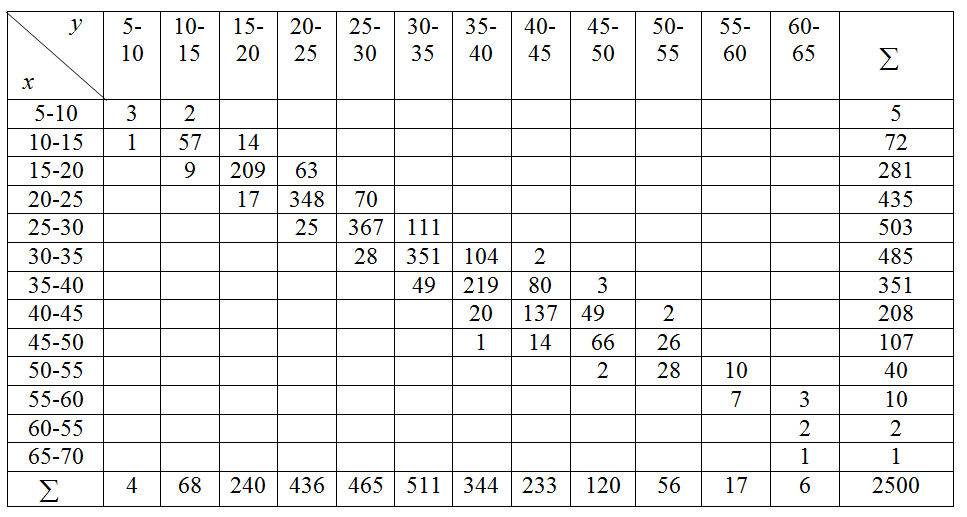 y 5-10 10-15 15-20 20-25 25-30 30-35 35-40 40-45 45-50 50-55 55-60 60-65 ∑
x
5-10 3 2 5
10-15 1 57 14 72
15-20 9 209 63 281
20-25 17 348 70 435
25-30 25 367 111 503
30-35 28 351 104 2 485
35-40 49 219 80 3 351
40-45 20 137 49 2 208
45-50 1 14 66 26 107
50-55 2 28 10 40
55-60 7 3 10
60-55 2 2
65-70 1 1
∑ 4 68 240 436 465 511 344 233 120 56 17 6 2500